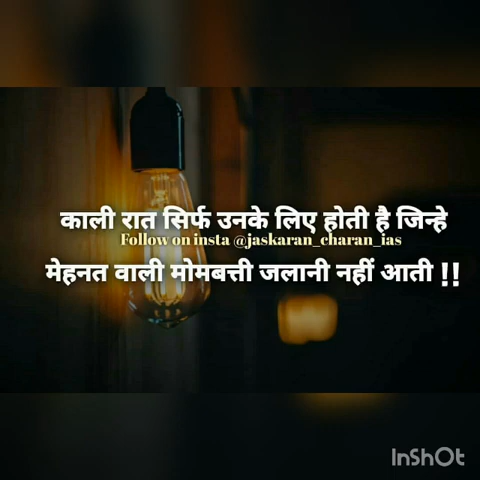 काली रात सिर्फ उनके लिए होती है जिन्हे
Follow on insta @jaskaran_charan_ias
मेहनत वाली मोमबत्ती जलानी नहीं आती !!
InShOt